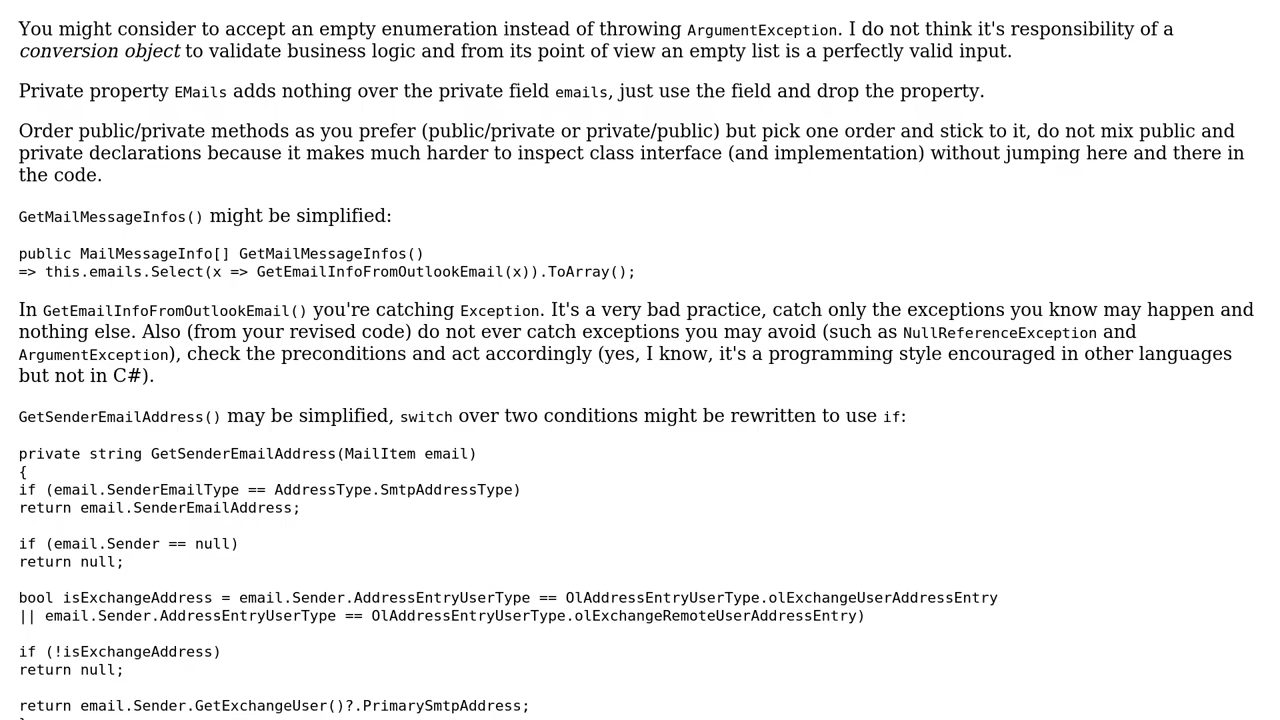 You might consider to accept an empty enumeration instead of throwing ArgumentException. I do not think it's responsibility of a
conversion object to validate business logic and from its point of view an empty list is a perfectly valid input.
Private property EMails adds nothing over the private field emails, just use the field and drop the property.
Order public/private methods as you prefer (public/private or private/public) but pick one order and stick to it, do not mix public and
private declarations because it makes much harder to inspect class interface (and implementation) without jumping here and there in
the code.
GetMailMessageInfos() might be simplified:
public MailMessageInfo[] GetMailMessageInfos()
=> this.emails.Select(x => GetEmailInfoFromOutlookEmail(x)).ToArray();
In GetEmailInfoFromOutlookEmail() you're catching Exception. It's a very bad practice, catch only the exceptions you know may happen and
nothing else. Also (from your revised code) do not ever catch exceptions you may avoid (such as NullReferenceException and
ArgumentException), check the preconditions and act accordingly (yes, I know, it's a programming style encouraged in other languages
but not in C#).
GetSenderEmailAddress() may be simplified, switch over two conditions might be rewritten to use if:
private string GetSenderEmailAddress(MailItem email)
{
if (email.SenderEmailType == AddressType.SmtpAddressType)
return email.SenderEmailAddress;
if (email.Sender == null)
return null;
bool isExchangeAddress = email.Sender.AddressEntryUserType == OlAddressEntryUserType.olExchangeUserAddressEntry
|| email.Sender.AddressEntryUserType == OlAddressEntryUserType.olExchangeRemoteUserAddressEntry)
if (!isExchangeAddress)
return null;
return email.Sender.GetExchangeUser()?.PrimarySmtpAddress;